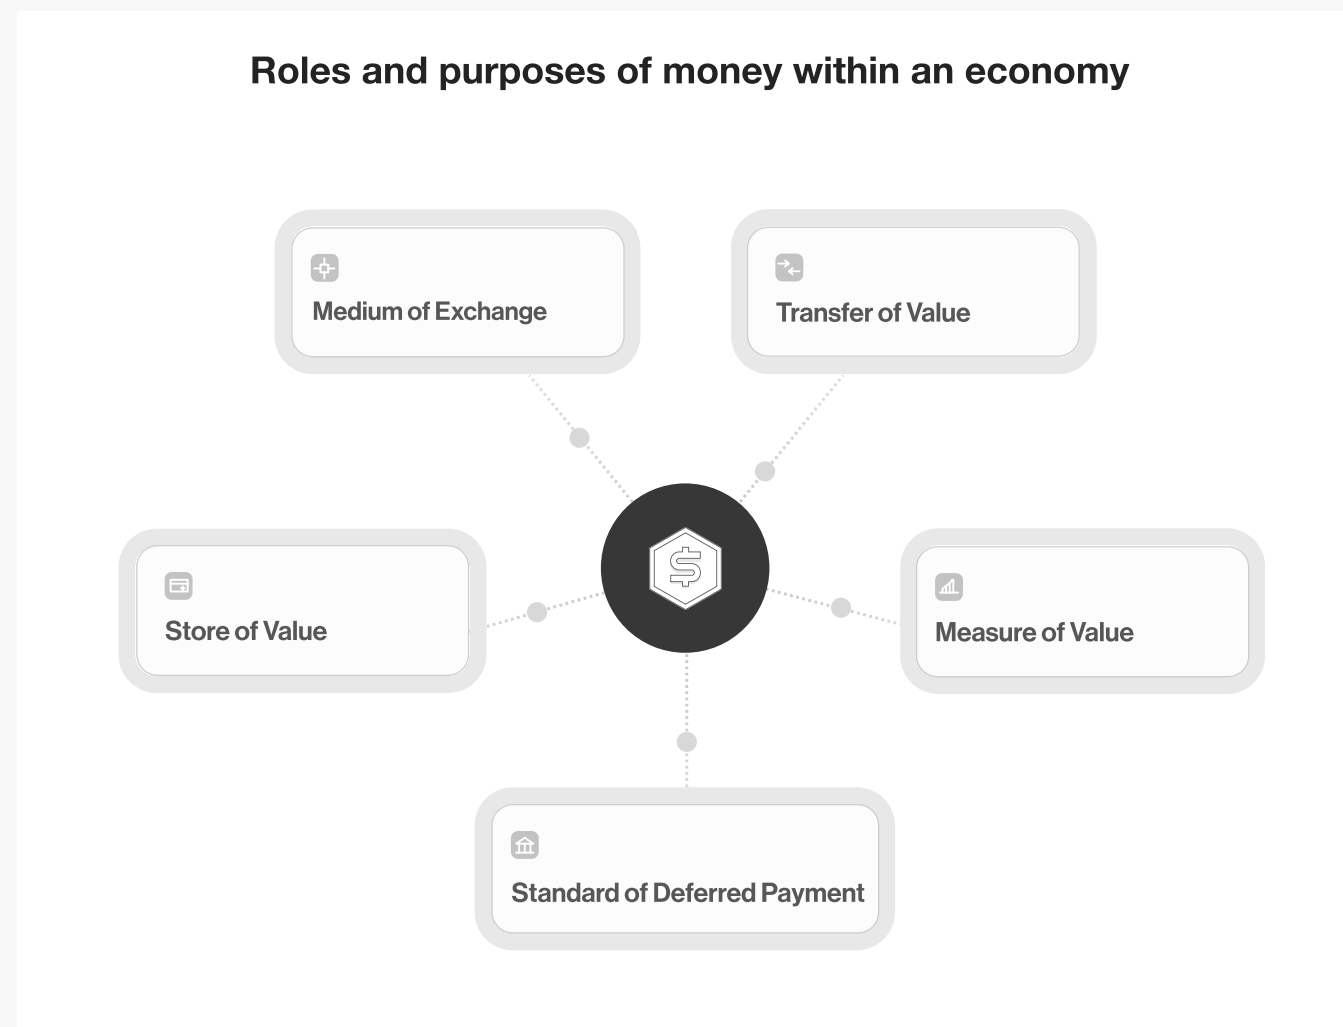 Roles and purposes of money within an economy
Medium of Exchange
Transfer of Value
Store of Value
Measure of Value
Standard of Deferred Payment